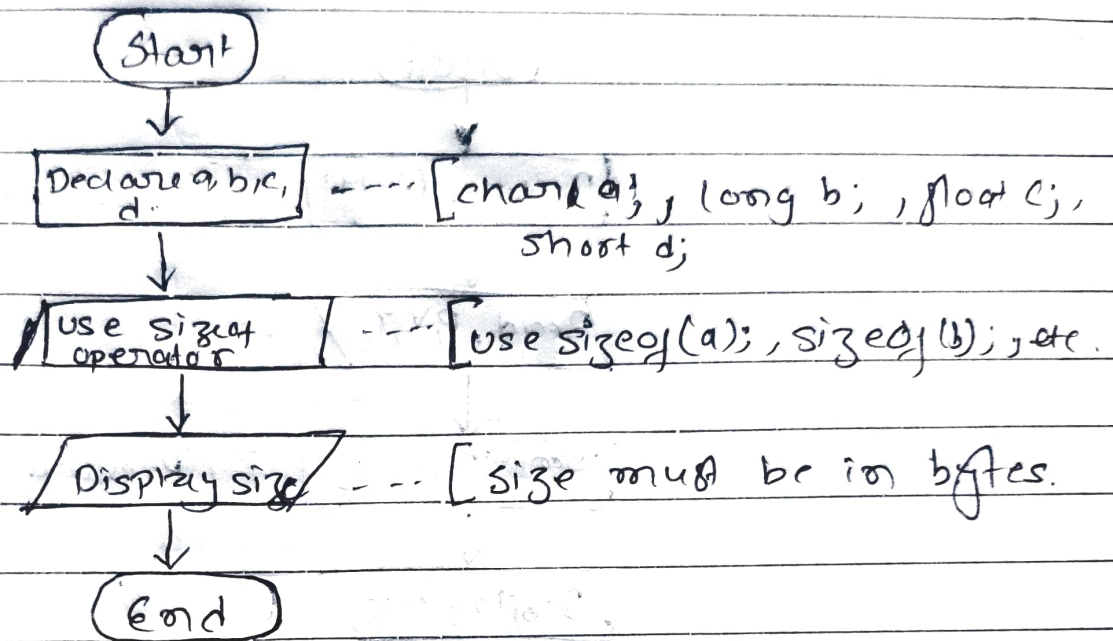 Start
Declare a, b, c, [char a; , long b; , float c; ,
d. short d;
use sizeof [use sizeof(a); , sizeof(b); , etc.
operator
Display size [size must be in bytes.
End